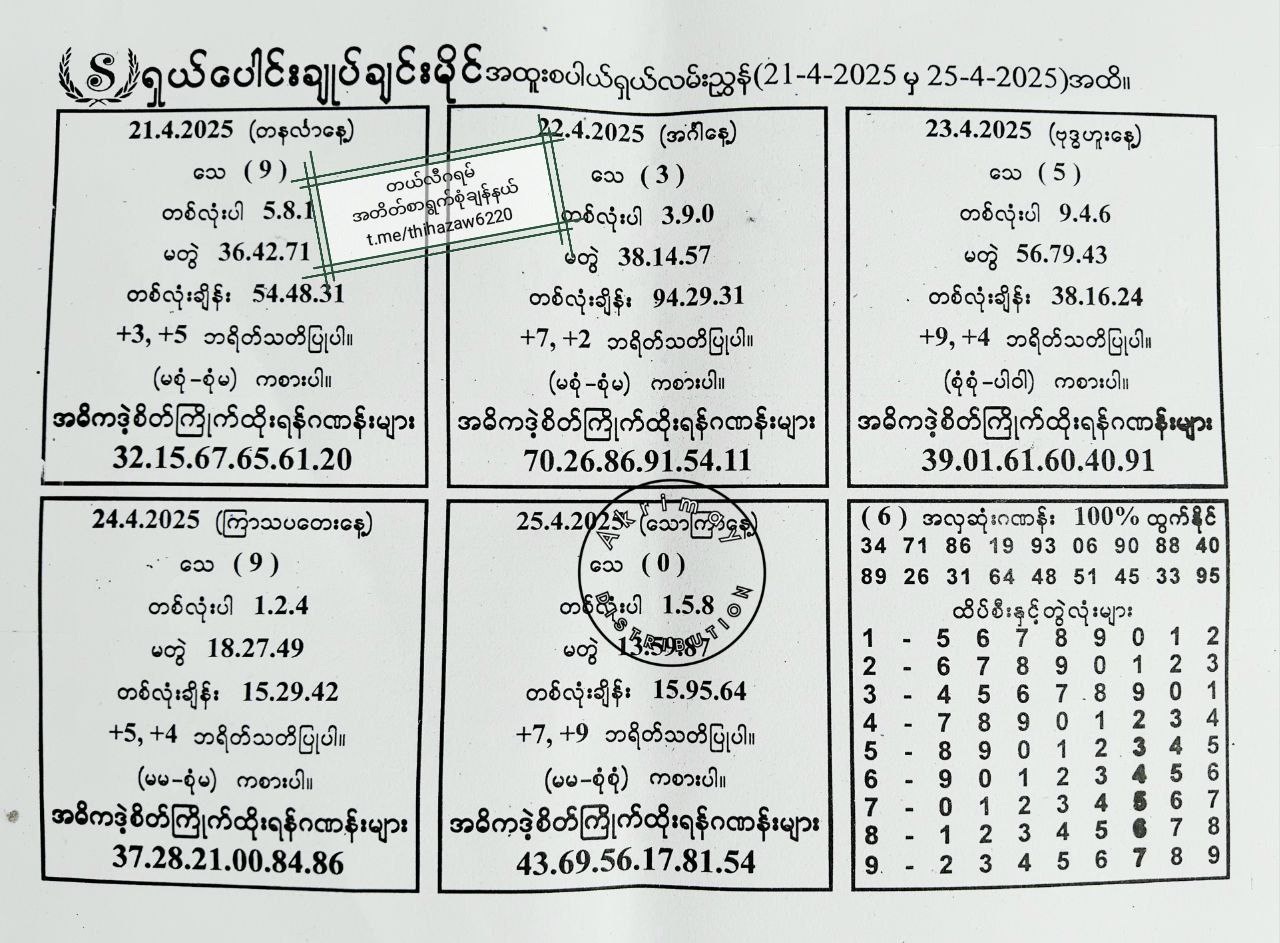 S ရှယ်ပေါင်းချုပ်ချင်းမိုင် အထူးစပါယ်ရှယ်လမ်းညွှန်(21-4-2025 မှ 25-4-2025)အထိ။
21.4.2025 (တနင်္လာနေ့)
သေ (9)
တစ်လုံးပါ 5.8.1
မတွဲ 36.42.71
တစ်လုံးချိန်း 54.48.31
+3, +5 ဘရိတ်သတိပြုပါ။
(မစုံ-စုံမ) ကစားပါ။
အဓိကဒဲ့စိတ်ကြိုက်ထိုးရန်ဂဏန်းများ
32.15.67.65.61.20
တယ်လီဂရမ်
အတိတ်စာရွက်စုံချန်နယ်
t.me/thihazaw6220
22.4.2025 (အင်္ဂါနေ့)
သေ (3)
တစ်လုံးပါ 3.9.0
မတွဲ 38.14.57
တစ်လုံးချိန်း 94.29.31
+7, +2 ဘရိတ်သတိပြုပါ။
(မစုံ-စုံမ) ကစားပါ။
အဓိကဒဲ့စိတ်ကြိုက်ထိုးရန်ဂဏန်းများ
70.26.86.91.54.11
23.4.2025 (ဗုဒ္ဓဟူးနေ့)
သေ (5)
တစ်လုံးပါ 9.4.6
မတွဲ 56.79.43
တစ်လုံးချိန်း 38.16.24
+9, +4 ဘရိတ်သတိပြုပါ။
(စုံစုံ-ပါဝါ) ကစားပါ။
အဓိကဒဲ့စိတ်ကြိုက်ထိုးရန်ဂဏန်းများ
39.01.61.60.40.91
24.4.2025 (ကြာသပတေးနေ့)
သေ (9)
တစ်လုံးပါ 1.2.4
မတွဲ 18.27.49
တစ်လုံးချိန်း 15.29.42
+5, +4 ဘရိတ်သတိပြုပါ။
(မမ-စုံမ) ကစားပါ။
အဓိကဒဲ့စိတ်ကြိုက်ထိုးရန်ဂဏန်းများ
37.28.21.00.84.86
25.4.2025 (သောကြာနေ့)
သေ (0)
တစ်လုံးပါ 1.5.8
မတွဲ 13.59.87
တစ်လုံးချိန်း 15.95.64
+7, +9 ဘရိတ်သတိပြုပါ။
(မမ-စုံစုံ) ကစားပါ။
အဓိကဒဲ့စိတ်ကြိုက်ထိုးရန်ဂဏန်းများ
43.69.56.17.81.54
DISTRIBUTION
(6) အလှဆုံးဂဏန်း 100% ထွက်နိုင်
34 71 86 19 93 06 90 88 40
89 26 31 64 48 51 45 33 95
ထိပ်စီးနှင့်တွဲလုံးများ
1 - 5 6 7 8 9 0 1 2
2 - 6 7 8 9 0 1 2 3
3 - 4 5 6 7 8 9 0 1
4 - 7 8 9 0 1 2 3 4
5 - 8 9 0 1 2 3 4 5
6 - 9 0 1 2 3 4 5 6
7 - 0 1 2 3 4 5 6 7
8 - 1 2 3 4 5 6 7 8
9 - 2 3 4 5 6 7 8 9